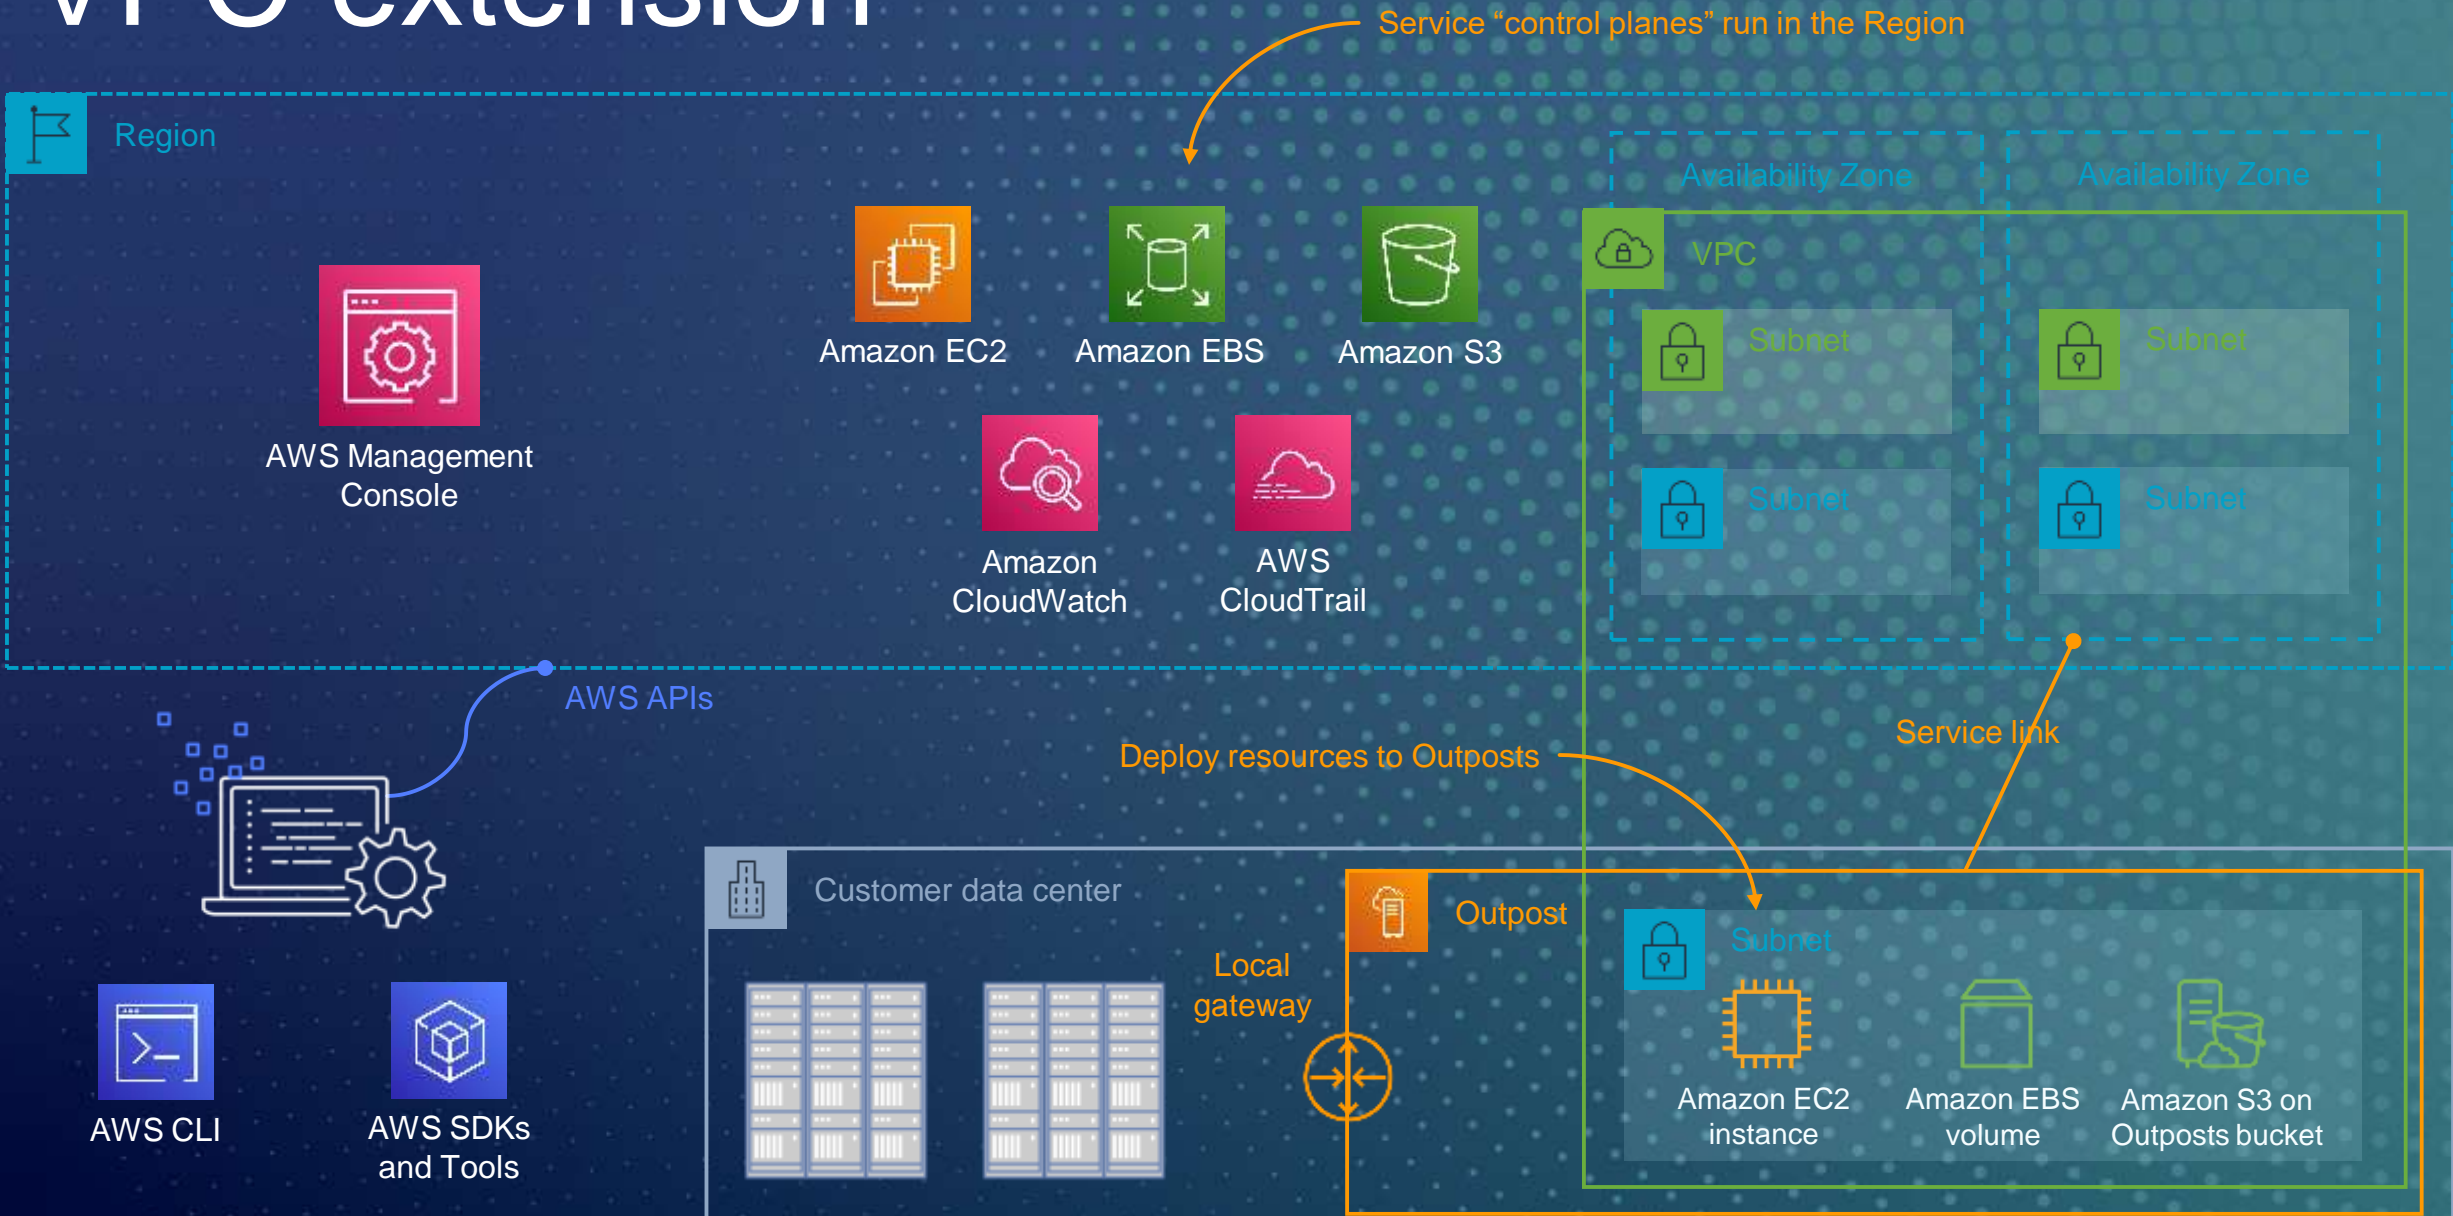 VPC extension
Service “control planes” run in the Region
Region
Availability Zone
Availability Zone
VPC
Amazon EC2
Amazon EBS
Amazon S3
Subnet
Subnet
AWS Management
Console
Subnet
Subnet
Amazon
CloudWatch
AWS
CloudTrail
AWS APIs
Service link
Deploy resources to Outposts
Customer data center
Outpost
Subnet
Local
gateway
Amazon EC2
instance
Amazon EBS
volume
Amazon S3 on
Outposts bucket
AWS CLI
AWS SDKs
and Tools